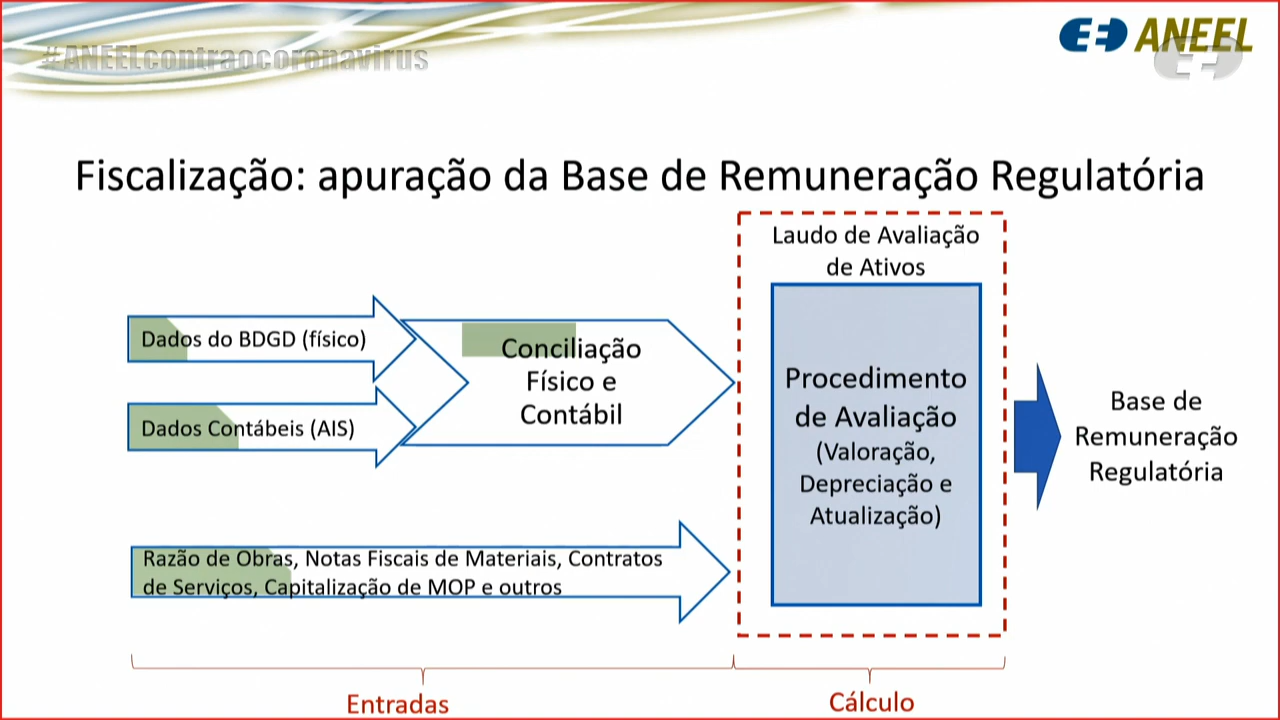 #ANEELcontraocoronavirus
ANEEL
Fiscalização: apuração da Base de Remuneração Regulatória
Laudo de Avaliação
de Ativos
Dados do BDGD (físico)
Dados Contábeis (AIS)
Conciliação
Físico e
Contábil
Procedimento
de Avaliação
(Valoração,
Depreciação e
Atualização)
Base de
Remuneração
Regulatória
Razão de Obras, Notas Fiscais de Materiais, Contratos
de Serviços, Capitalização de MOP e outros
Entradas
Cálculo